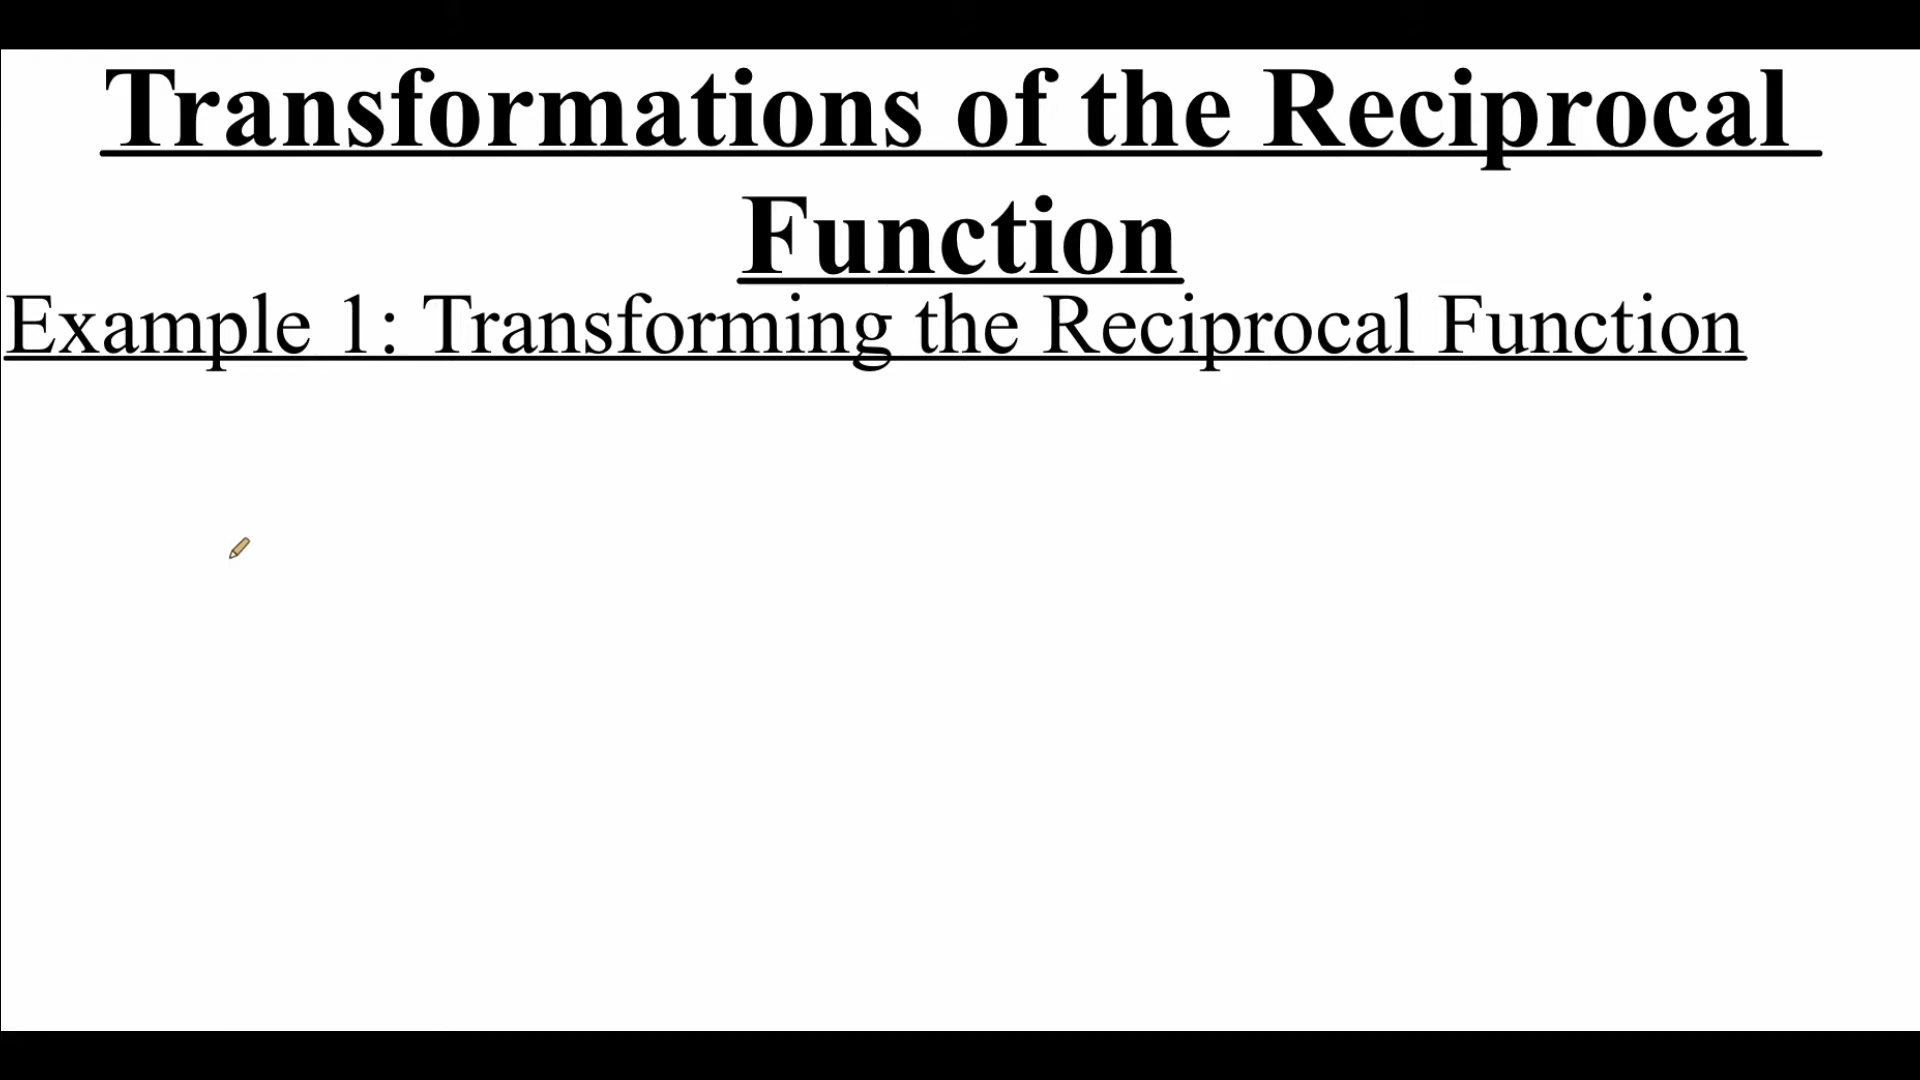 Transformations of the Reciprocal
Function
Example 1: Transforming the Reciprocal Function